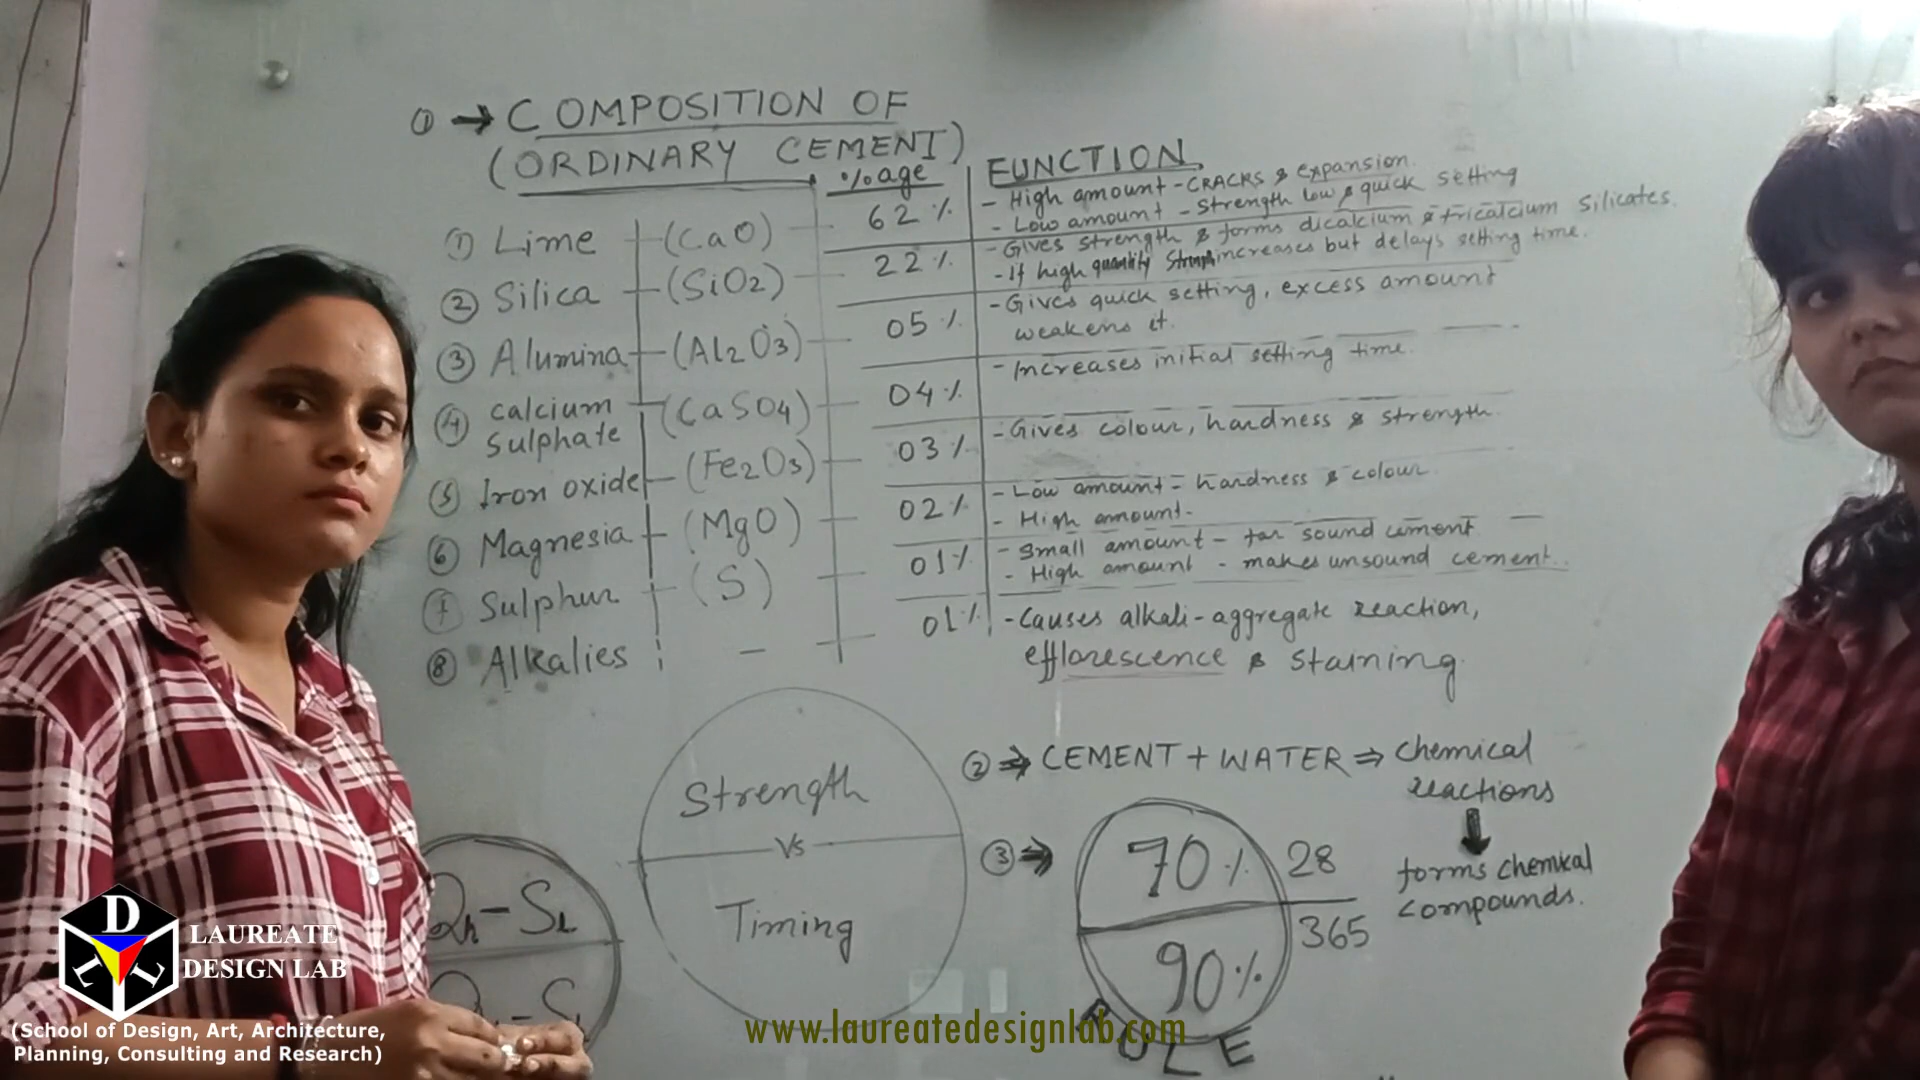 ① → COMPOSITION OF
(ORDINARY CEMENT)
%age
FUNCTION
① Lime (CaO) 62 %
- High amount - CRACKS & expansion.
- Low amount - Strength low & quick setting
② Silica (SiO2) 22 %
- Gives strength & forms dicalcium & tricalcium silicates.
- If high quantity increases but delays setting time.
③ Alumina (Al2O3) 05 %
- Gives quick setting, excess amount
weakens it.
④ calcium sulphate (CaSO4) 04 %
- Increases initial setting time.
⑤ Iron oxide (Fe2O3) 03 %
- Gives colour, hardness & strength.
⑥ Magnesia (MgO) 02 %
- Low amount = hardness & colour
- High amount -
⑦ Sulphur (S) 01 %
- Small amount - for sound cement
- High amount - makes unsound cement.
⑧ Alkalies - 01 %
- Causes alkali-aggregate reaction,
efflorescence & staining.
Strength
Vs
Timing
② ⇒ CEMENT + WATER ⇒ chemical
reactions
forms chemical
compounds.
③ ⇒ 70 % 28
90 % 365
RULE
D L L
LAUREATE
DESIGN LAB
(School of Design, Art, Architecture,
Planning, Consulting and Research)
www.laureatedesignlab.com